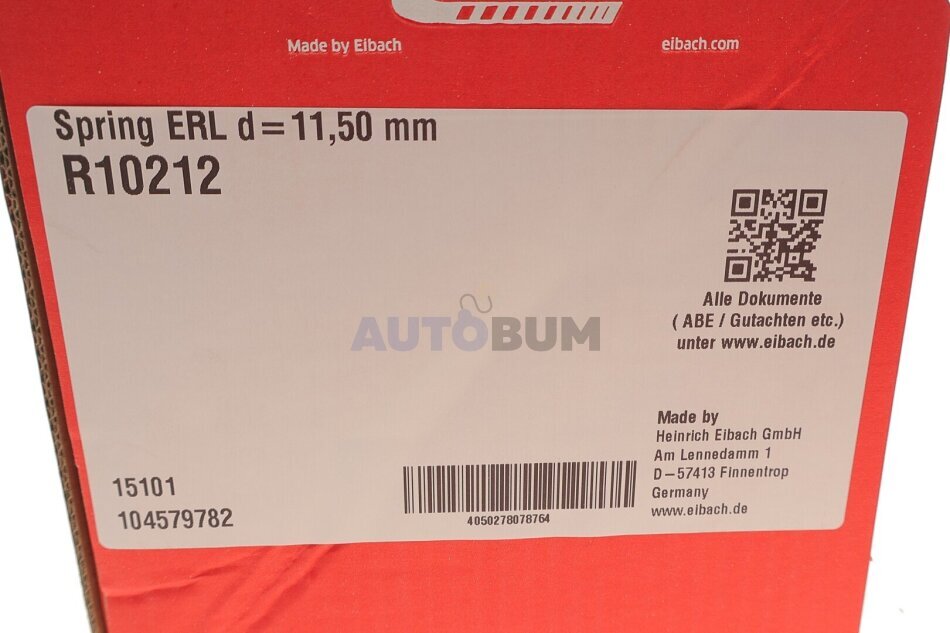 Made by Eibach
eibach.com
Spring ERL d=11,50 mm
R10212
Alle Dokumente
( ABE / Gutachten etc.)
unter www.eibach.de
AUTOBUM
Made by
Heinrich Eibach GmbH
Am Lennedamm 1
D-57413 Finnentrop
Germany
www.eibach.de
15101
104579782
4050278078764